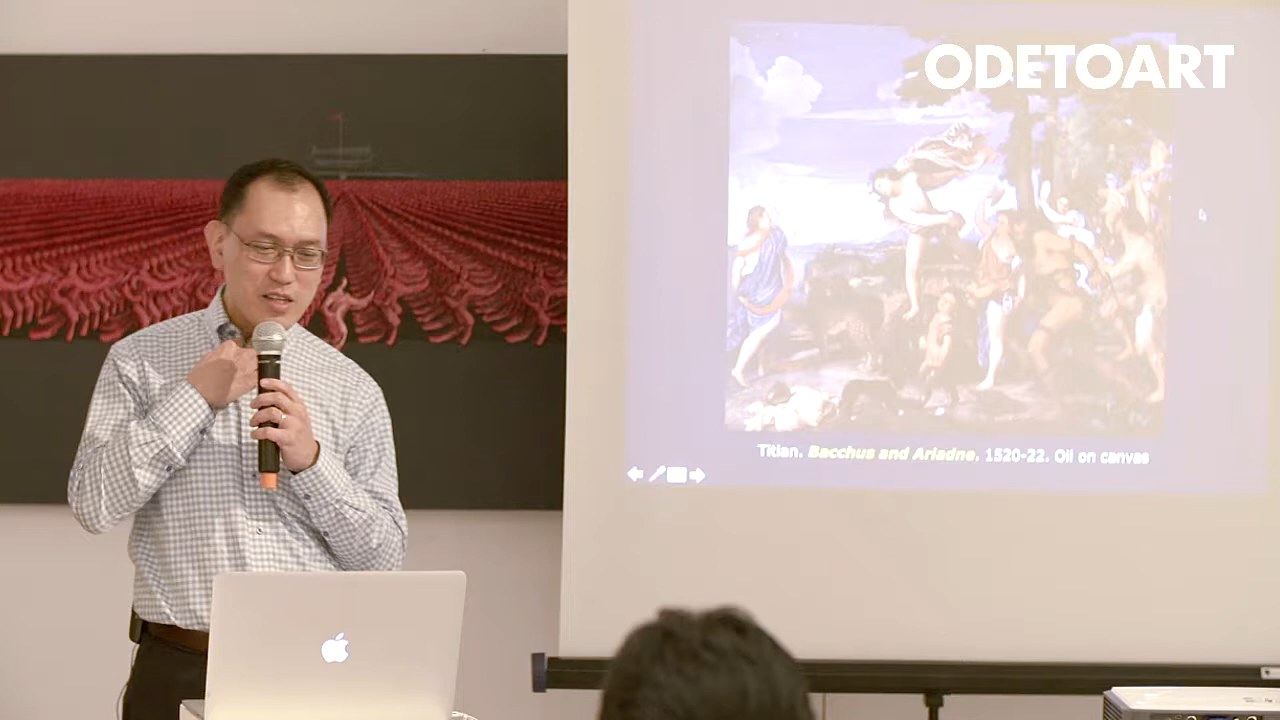 ODETOART
Titian. Bacchus and Ariadne. 1520-22. Oil on canvas